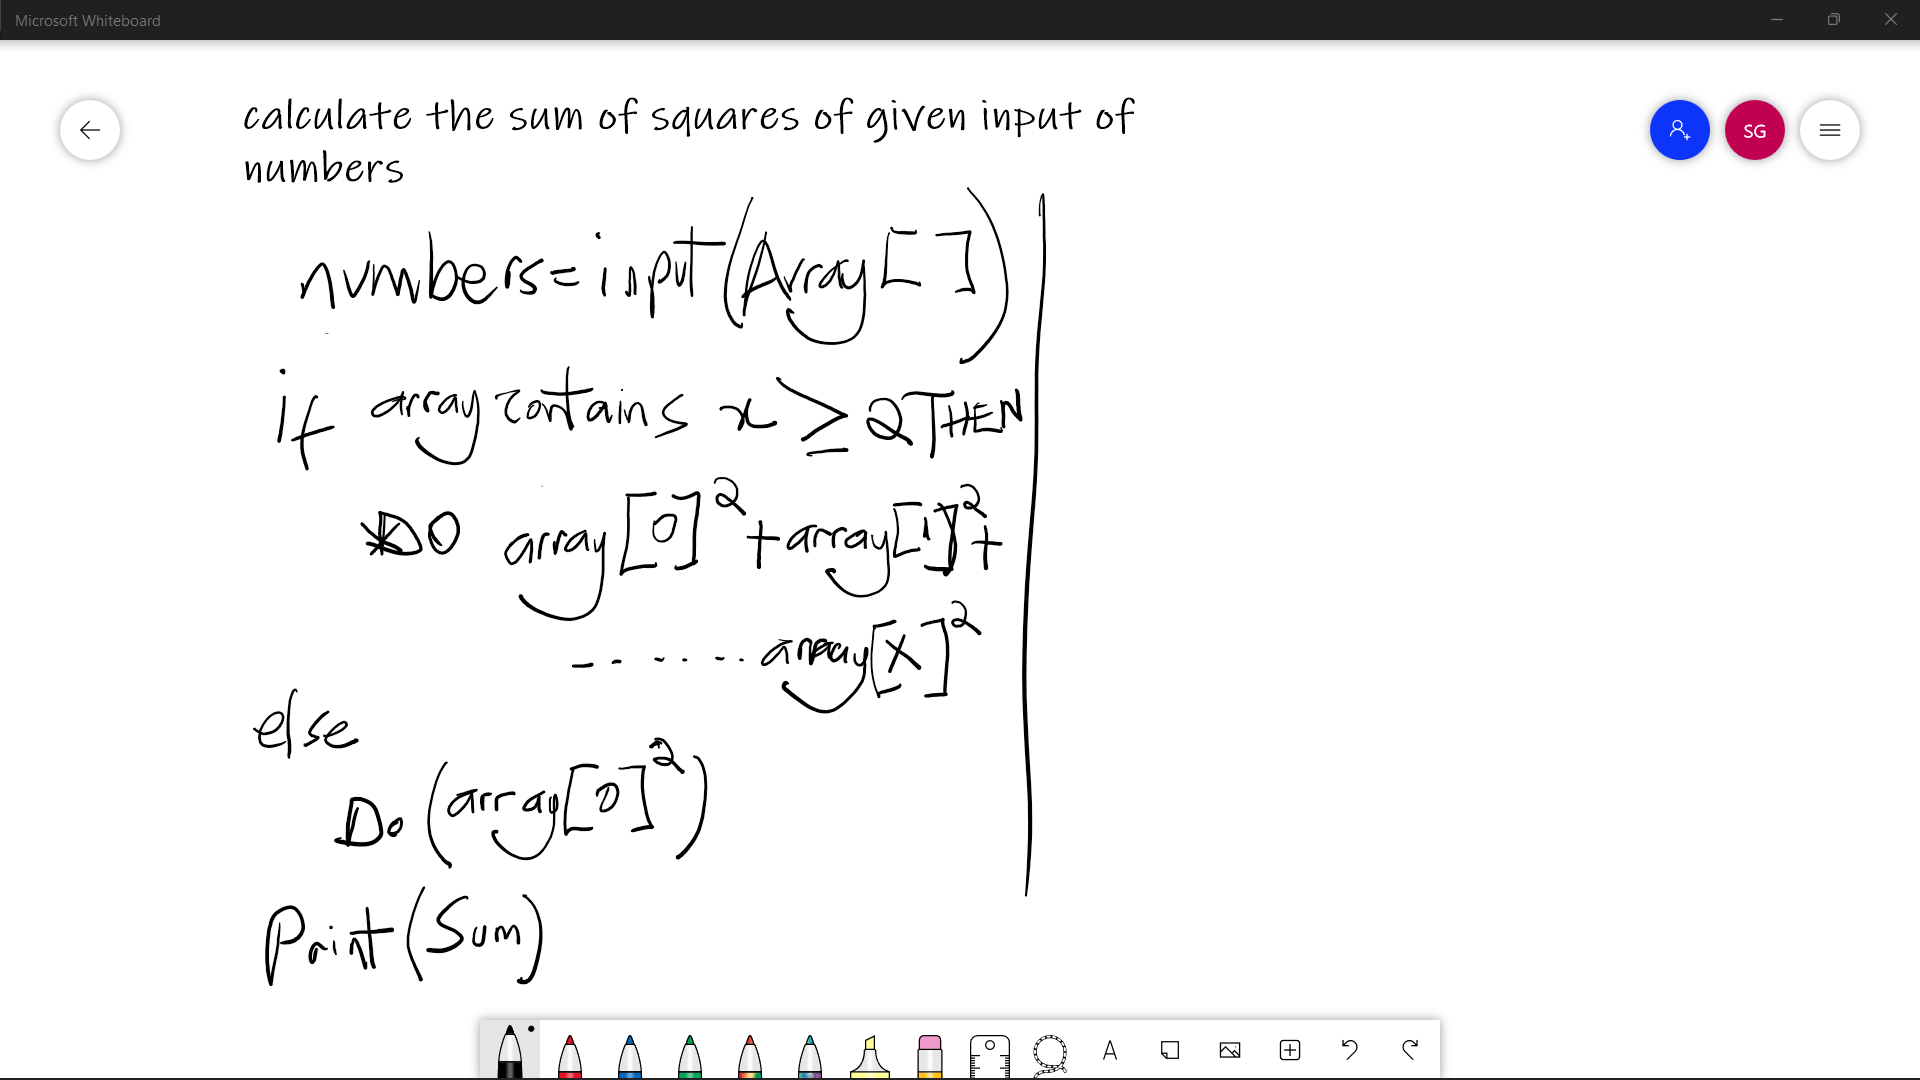 Microsoft Whiteboard
calculate the sum of squares of given input of
numbers
SG
numbers=input(Array[ ])
if array contains x ≥ 2 THEN
DO array[0]²+array[1]²+
- - ..... array[x]²
else
Do (array[0]²)
Print(Sum)
A